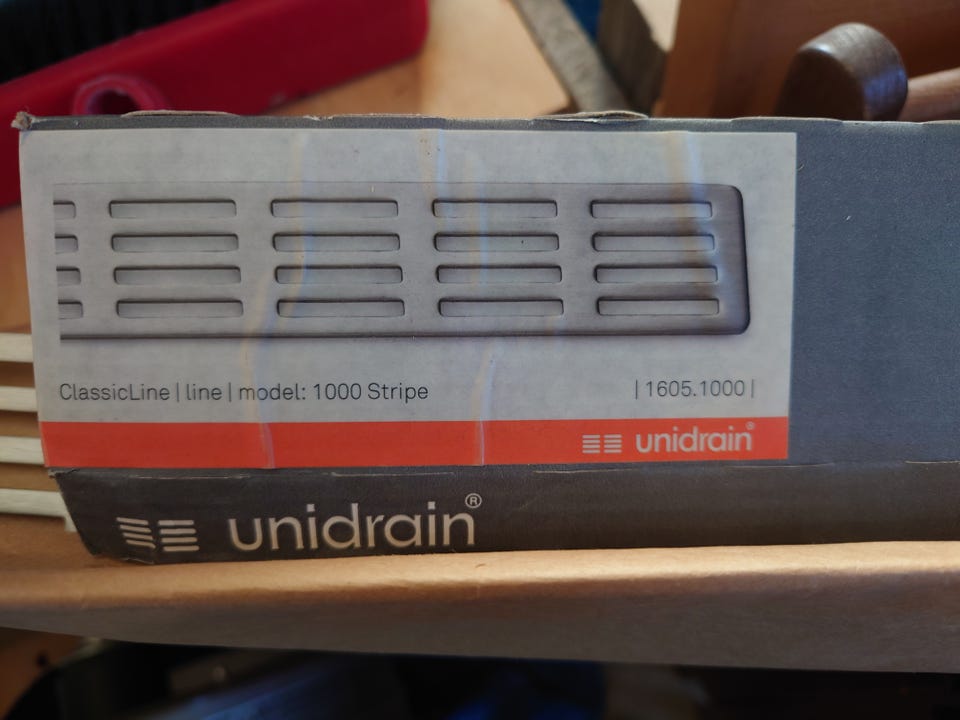 ClassicLine | line | model: 1000 Stripe
| 1605.1000 |
unidrain®
unidrain®